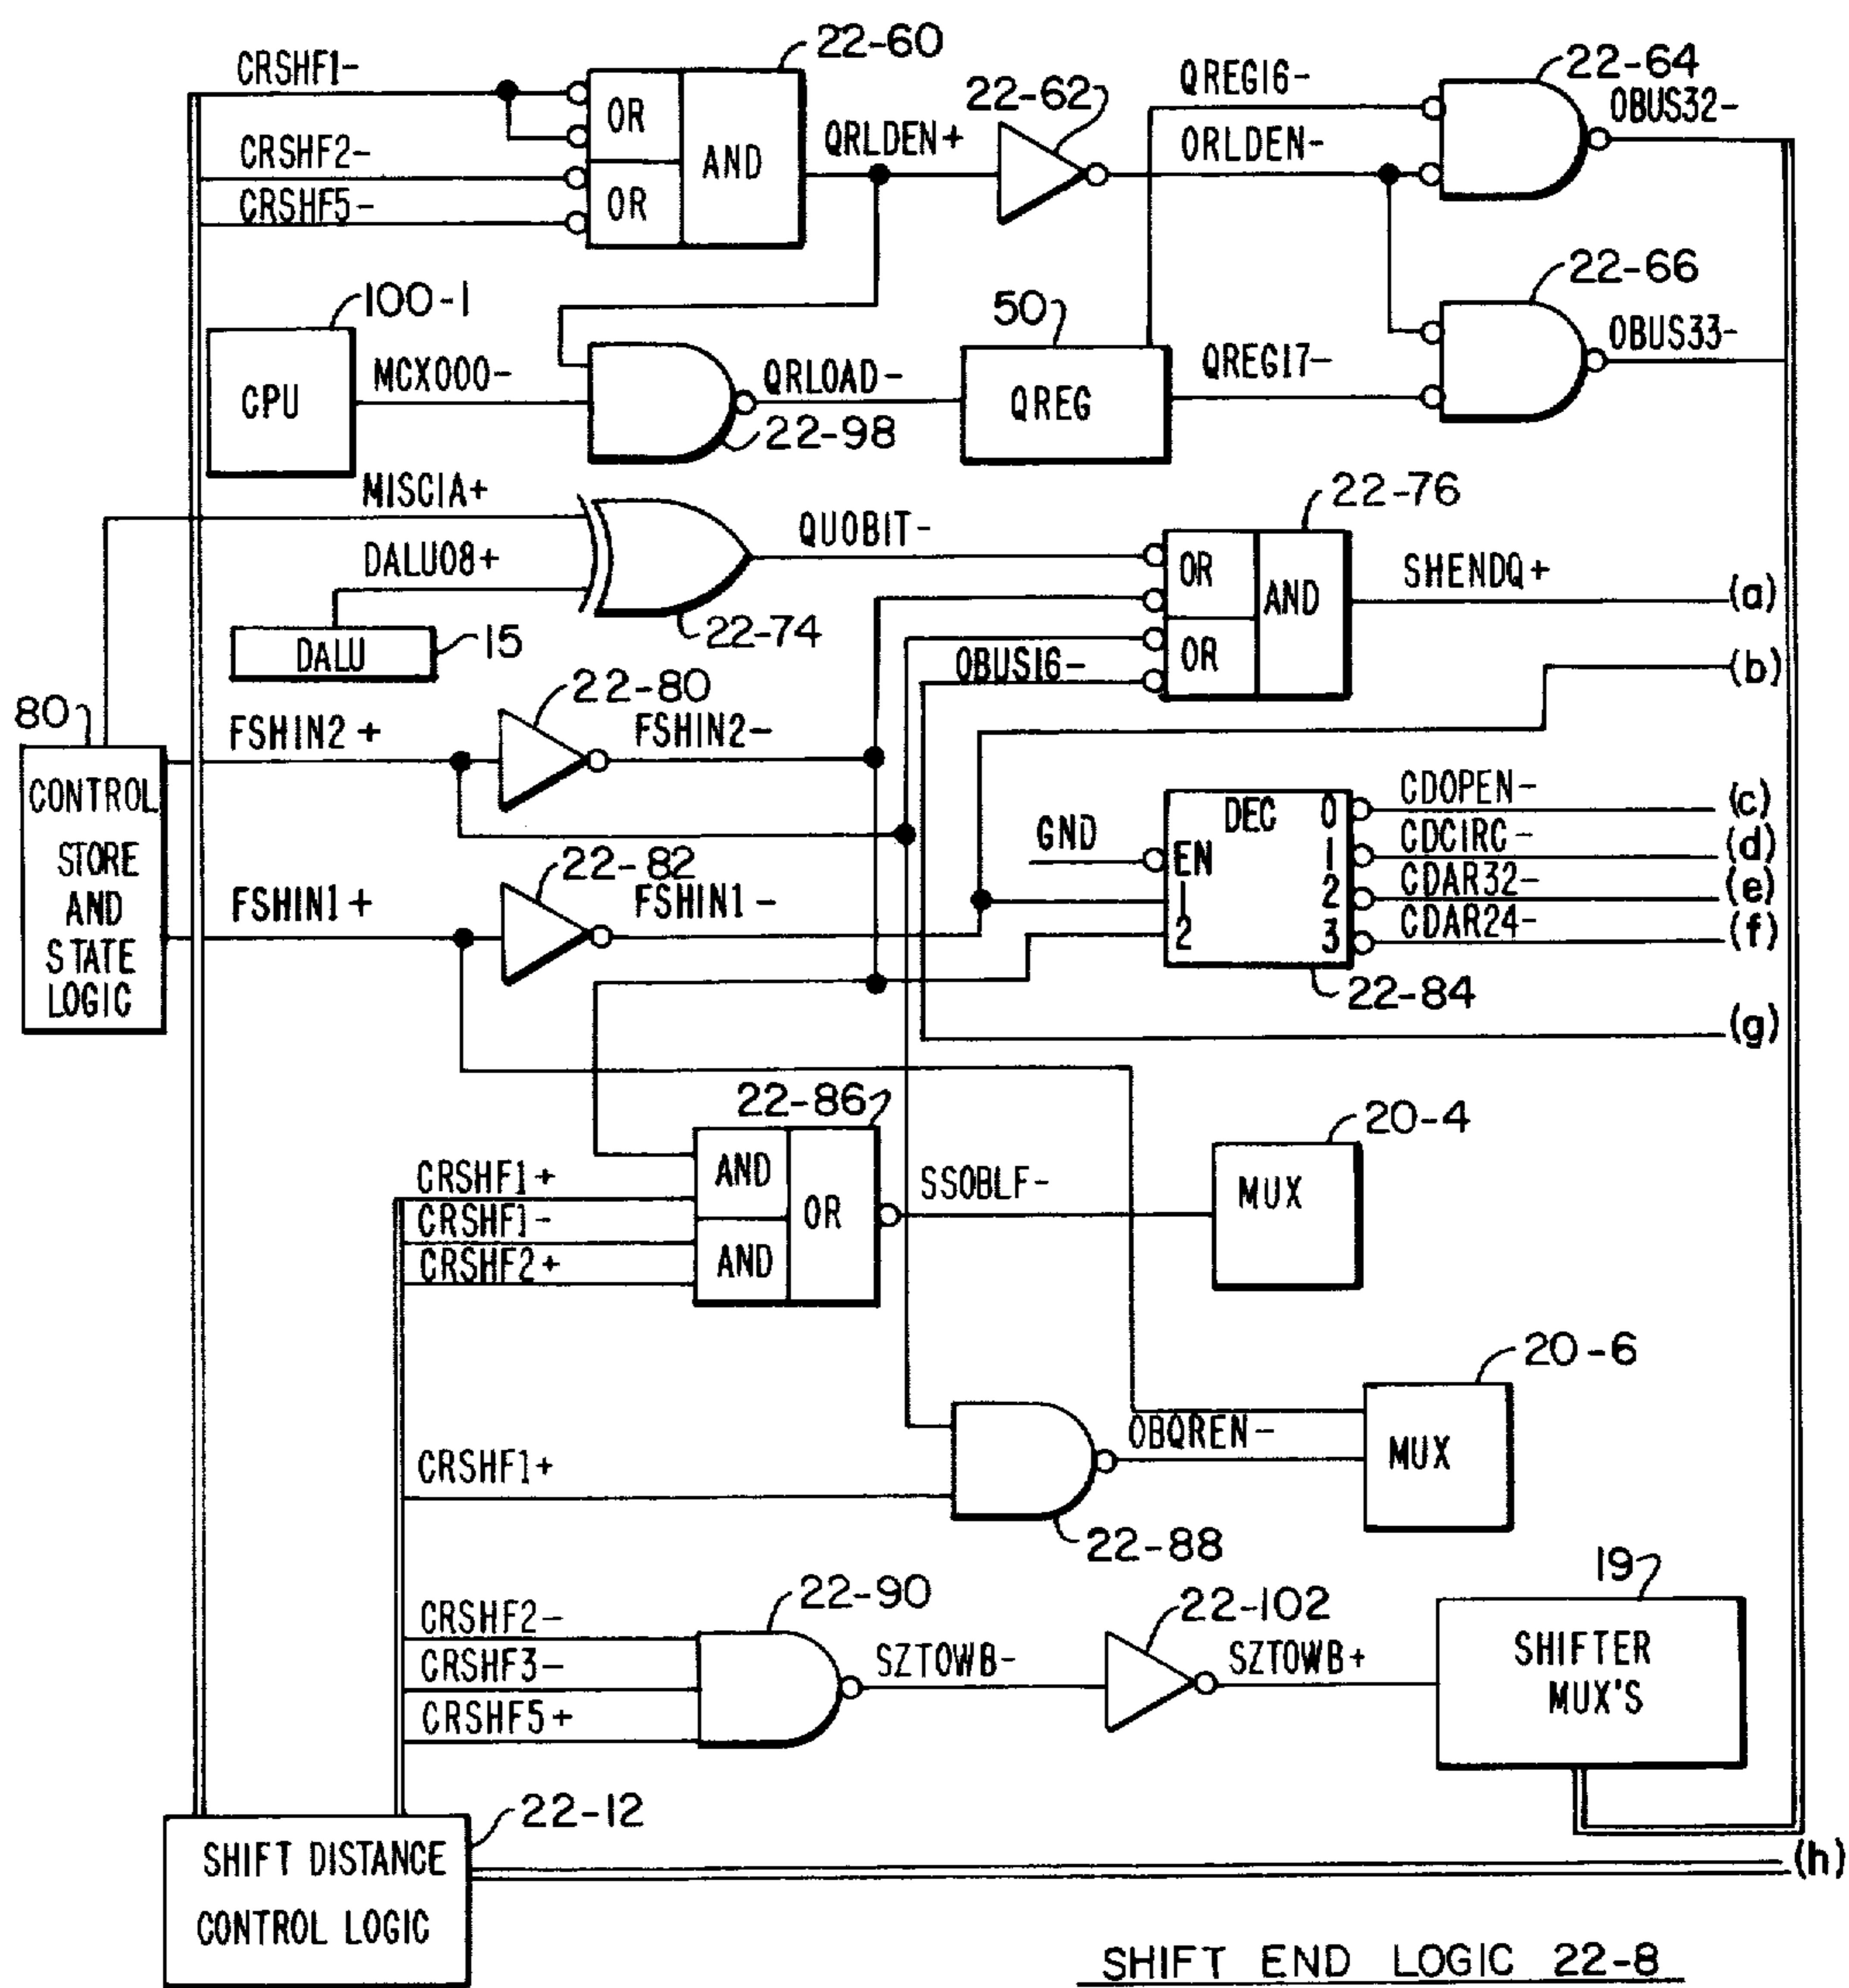 CRSHF1-
22-60
22-64
CRSHF2-
CRSHF5-
OR
OR
AND
QRLDEN+
22-62
QREG16-
ORLDEN-
OBUS32-
22-66
100-1
CPU
MCX000-
QRLOAD-
22-98
50
QREG
QREG17-
OBUS33-
MISC1A+
DALU08+
22-74
DALU
15
QUOBIT-
22-76
OR
OR
AND
SHENDQ+
(a)
OBUS16-
(b)
80
CONTROL
STORE
AND
STATE
LOGIC
FSHIN2+
22-80
FSHIN2-
FSHIN1+
22-82
FSHIN1-
GND
DEC
EN
1
2
0
1
2
3
22-84
CDOPEN-
(c)
CDCIRC-
(d)
CDAR32-
(e)
CDAR24-
(f)
(g)
22-86
AND
AND
OR
CRSHF1+
CRSHF1-
CRSHF2+
SSOBLF-
20-4
MUX
20-6
MUX
OBQREN-
CRSHF1+
22-88
CRSHF2-
CRSHF3-
CRSHF5+
22-90
SZTOWB-
22-102
SZTOWB+
19
SHIFTER
MUX'S
22-12
SHIFT DISTANCE
CONTROL LOGIC
(h)
SHIFT END LOGIC 22-8